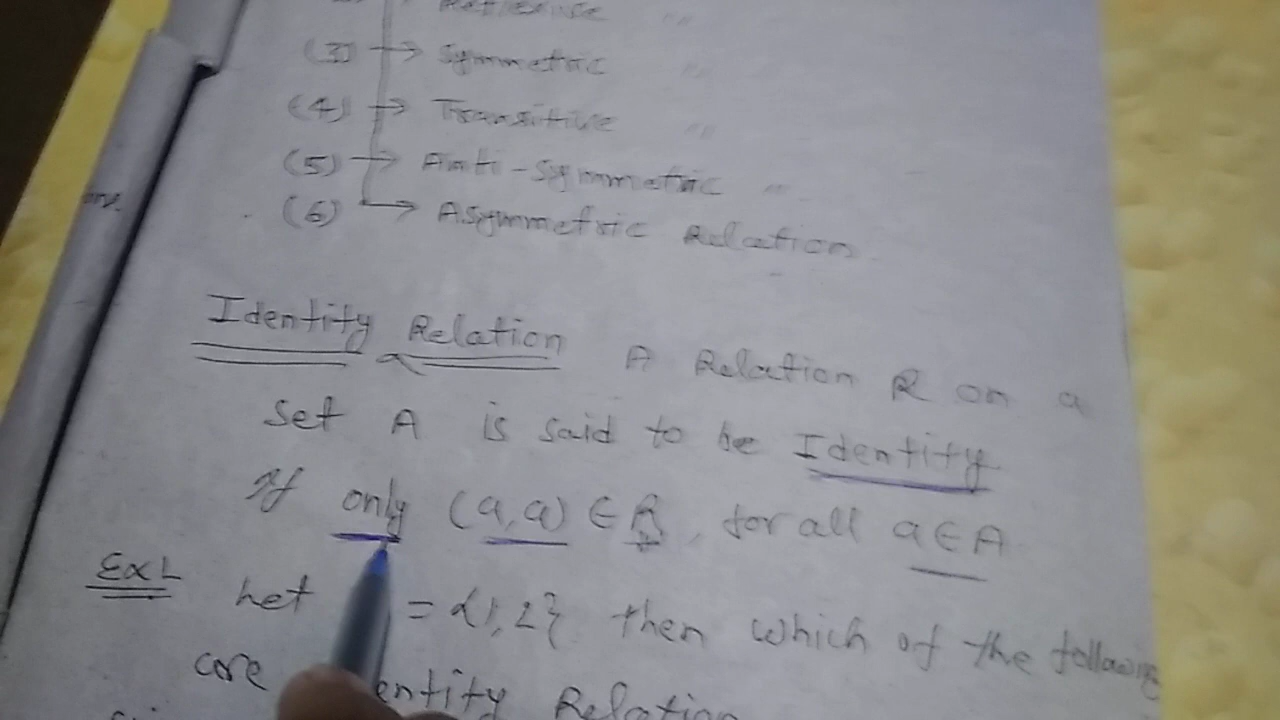 Reflexive "
(3) → Symmetric "
(4) → Transitive "
(5) → Anti-Symmetric "
(6) → Asymmetric Relation
Identity Relation A Relation R on a
set A is said to be Identity
If only (a,a) ∈ R, for all a ∈ A
Ex1 Let = {1,2} then which of the following
are entity Relation